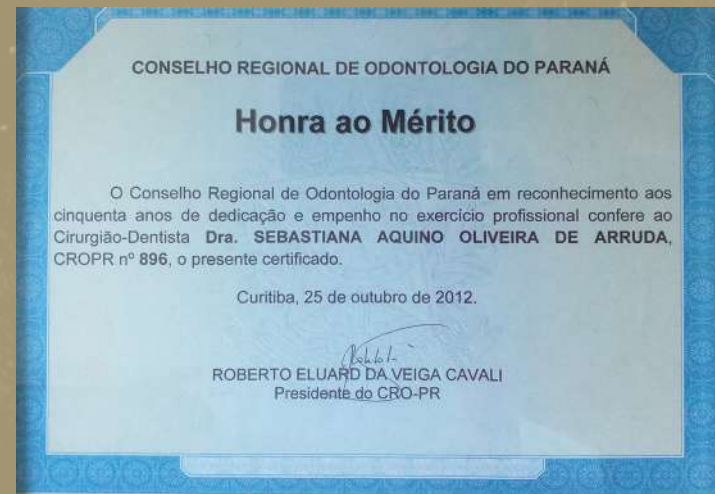 CONSELHO REGIONAL DE ODONTOLOGIA DO PARANÁ
Honra ao Mérito
O Conselho Regional de Odontologia do Paraná em reconhecimento aos
cinquenta anos de dedicação e empenho no exercício profissional confere ao
Cirurgião-Dentista Dra. SEBASTIANA AQUINO OLIVEIRA DE ARRUDA,
CROPR nº 896, o presente certificado.
Curitiba, 25 de outubro de 2012.
ROBERTO ELUARD DA VEIGA CAVALI
Presidente do CRO-PR